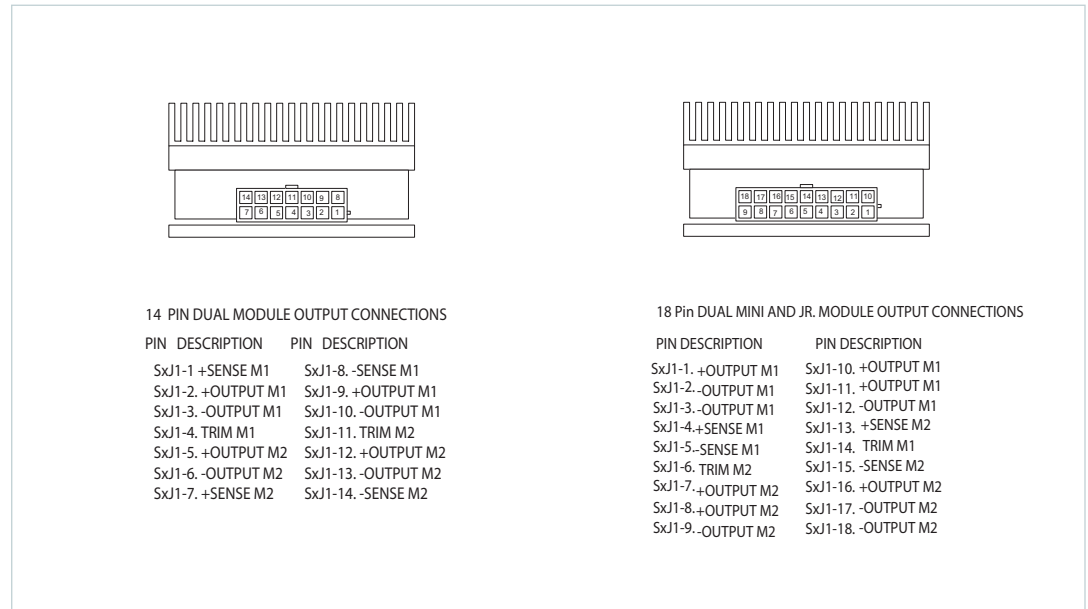 14 13 12 11 10 9 8
7 6 5 4 3 2 1
14 PIN DUAL MODULE OUTPUT CONNECTIONS
PIN DESCRIPTION PIN DESCRIPTION
SxJ1-1 +SENSE M1 SxJ1-8. -SENSE M1
SxJ1-2. +OUTPUT M1 SxJ1-9. +OUTPUT M1
SxJ1-3. -OUTPUT M1 SxJ1-10. -OUTPUT M1
SxJ1-4. TRIM M1 SxJ1-11. TRIM M2
SxJ1-5. +OUTPUT M2 SxJ1-12. +OUTPUT M2
SxJ1-6. -OUTPUT M2 SxJ1-13. -OUTPUT M2
SxJ1-7. +SENSE M2 SxJ1-14. -SENSE M2
18 17 16 15 14 13 12 11 10
9 8 7 6 5 4 3 2 1
18 Pin DUAL MINI AND JR. MODULE OUTPUT CONNECTIONS
PIN DESCRIPTION PIN DESCRIPTION
SxJ1-1. +OUTPUT M1 SxJ1-10. +OUTPUT M1
SxJ1-2. -OUTPUT M1 SxJ1-11. +OUTPUT M1
SxJ1-3. -OUTPUT M1 SxJ1-12. -OUTPUT M1
SxJ1-4. +SENSE M1 SxJ1-13. +SENSE M2
SxJ1-5. -SENSE M1 SxJ1-14. TRIM M1
SxJ1-6. TRIM M2 SxJ1-15. -SENSE M2
SxJ1-7. +OUTPUT M2 SxJ1-16. +OUTPUT M2
SxJ1-8. +OUTPUT M2 SxJ1-17. -OUTPUT M2
SxJ1-9. -OUTPUT M2 SxJ1-18. -OUTPUT M2